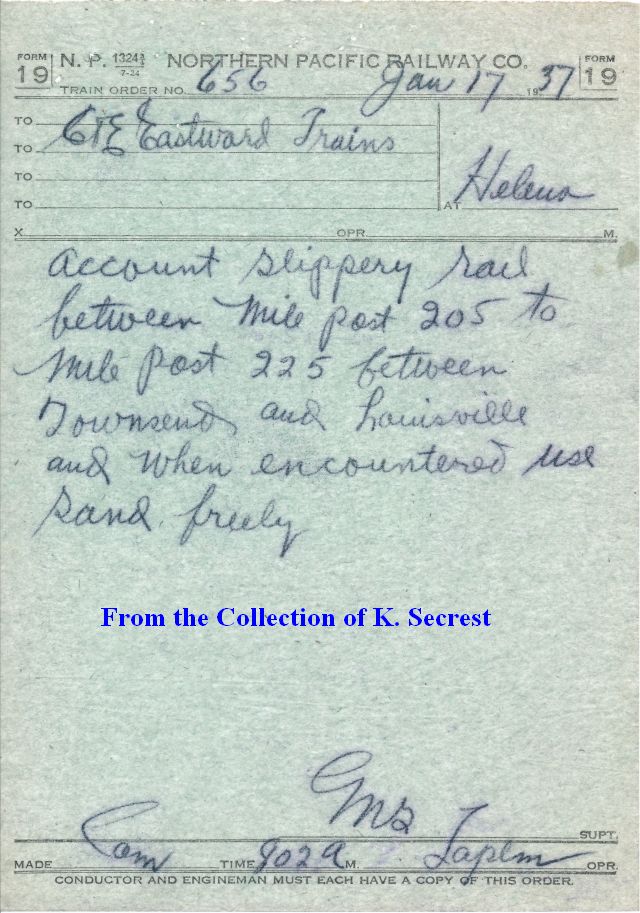 FORM 19 N. P. 1324½ 7-24 NORTHERN PACIFIC RAILWAY CO. FORM 19
TRAIN ORDER NO. 656 Jan 17 1937
TO C+E Eastward Trains
TO
TO
TO
AT Helena
X OPR. M.
Account slippery rail
between Mile post 205 to
Mile Post 225 between
Townsend and Louisville
and when encountered use
sand freely
From the Collection of K. Secrest
SUPT.
MADE Com TIME 902 A M. OPR.
CONDUCTOR AND ENGINEMAN MUST EACH HAVE A COPY OF THIS ORDER.